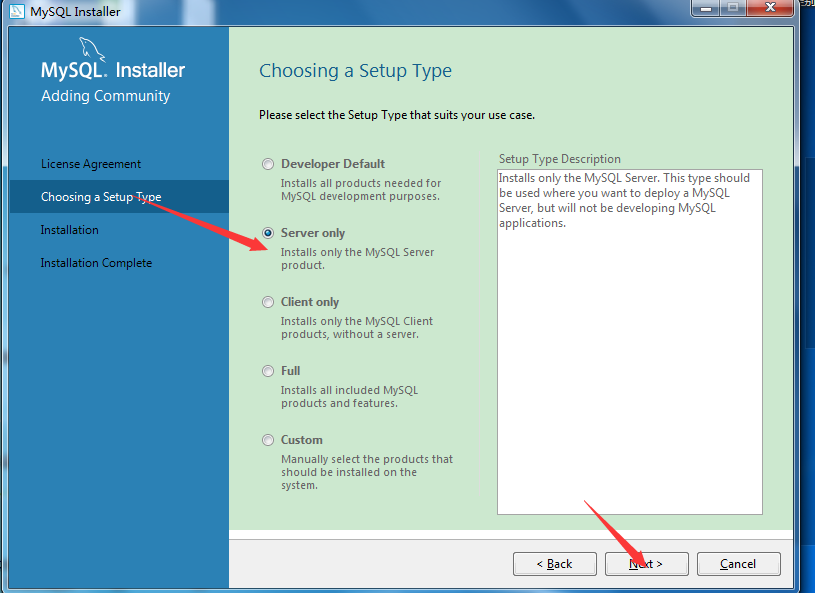 MySQL Installer
MySQL. Installer
Adding Community
License Agreement
Choosing a Setup Type
Installation
Installation Complete
Choosing a Setup Type
Please select the Setup Type that suits your use case.
Developer Default
Installs all products needed for
MySQL development purposes.
Server only
Installs only the MySQL Server
product.
Client only
Installs only the MySQL Client
products, without a server.
Full
Installs all included MySQL
products and features.
Custom
Manually select the products that
should be installed on the
system.
Setup Type Description
Installs only the MySQL Server. This type should
be used where you want to deploy a MySQL
Server, but will not be developing MySQL
applications.
< Back
Next >
Cancel